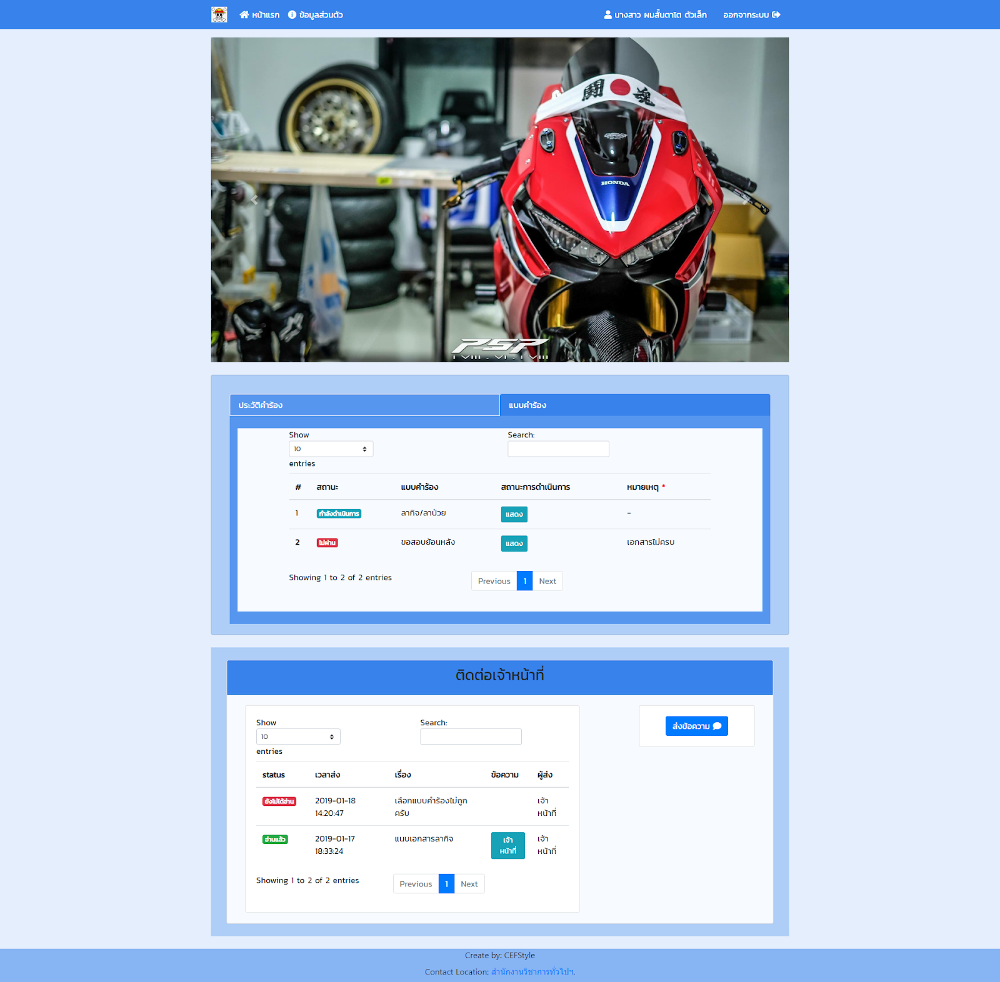 หน้าแรก ข้อมูลส่วนตัว นางสาว ผมสั้นตาโต ตัวเล็ก ออกจากระบบ
闘魂
HONDA
PSP
ประวัติคำร้อง แบบคำร้อง
Show Search:
10
entries
# สถานะ แบบคำร้อง สถานะการดำเนินการ หมายเหตุ *
1 กำลังดำเนินการ ลากิจ/ลาป่วย แสดง -
2 ไม่ผ่าน ขอสอบย้อนหลัง แสดง เอกสารไม่ครบ
Showing 1 to 2 of 2 entries Previous 1 Next
ติดต่อเจ้าหน้าที่
ส่งข้อความ
Show Search:
10
entries
status เวลาส่ง เรื่อง ข้อความ ผู้ส่ง
ยังไม่ได้อ่าน 2019-01-18 เลือกแบบคำร้องไม่ถูก เจ้า
14:20:47 ครับ หน้าที่
อ่านแล้ว 2019-01-17 แนบเอกสารลากิจ เจ้า เจ้า
18:33:24 หน้าที่ หน้าที่
Showing 1 to 2 of 2 entries Previous 1 Next
Create by: CEFStyle
Contact Location: สำนักงานวิชาการทั่วไปฯ.